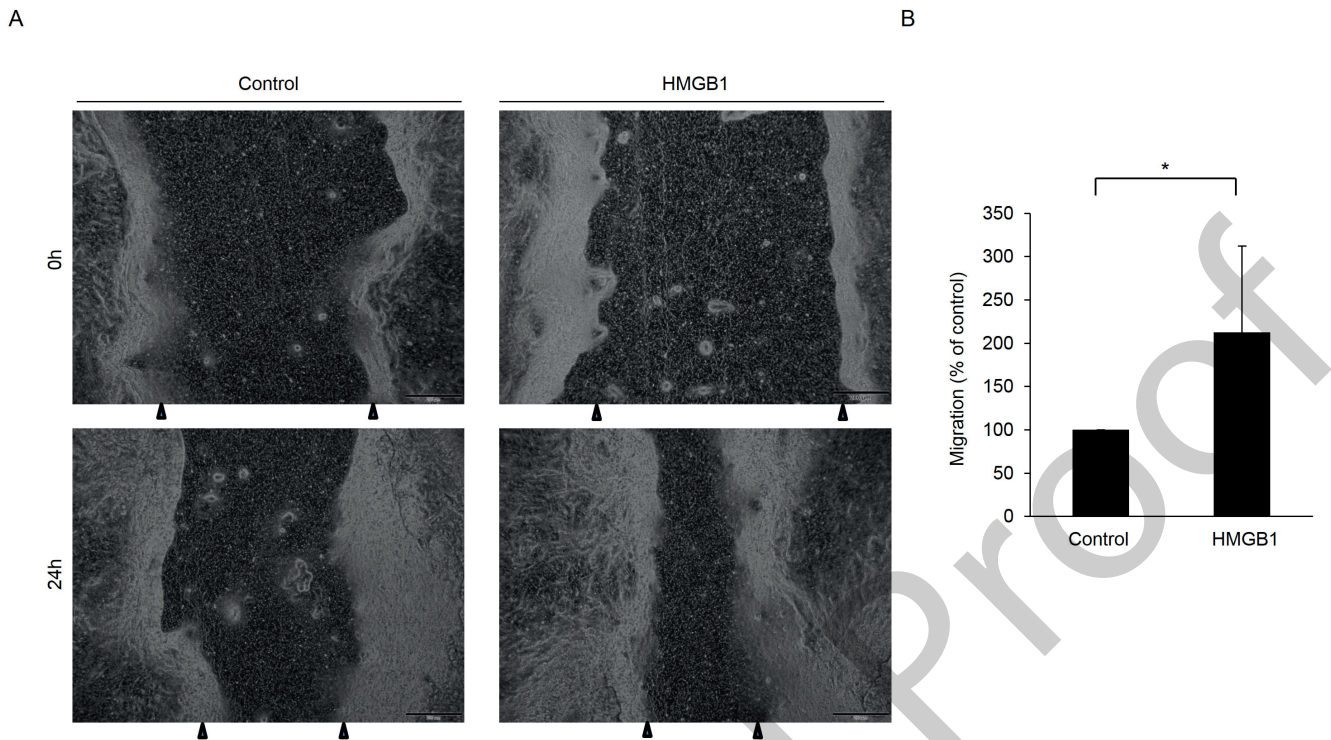 A
B
Control
HMGB1
0h
24h
*
Migration (% of control)
350
300
250
200
150
100
50
0
Control
HMGB1
Proof